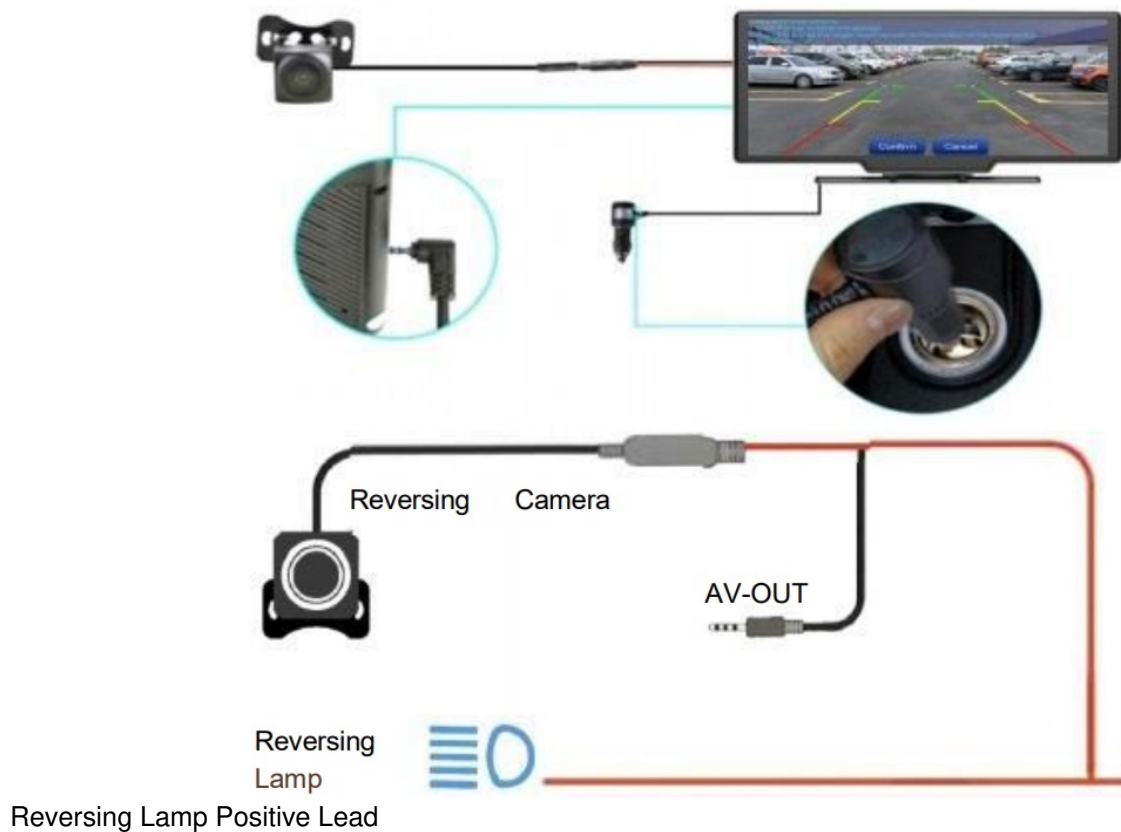 Confirm Cancel
Reversing Camera
AV-OUT
Reversing
Lamp
Reversing Lamp Positive Lead